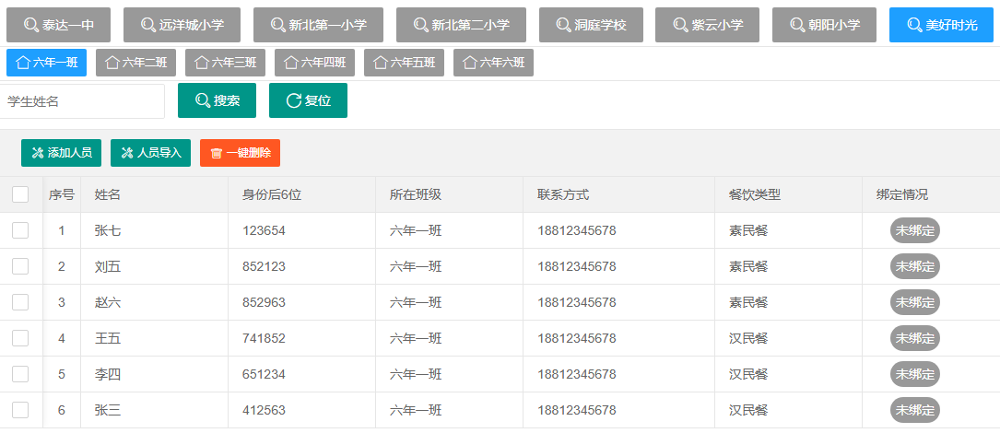 泰达一中 远洋城小学 新北第一小学 新北第二小学 洞庭学校 紫云小学 朝阳小学 美好时光
六年一班 六年二班 六年三班 六年四班 六年五班 六年六班
学生姓名 搜索 复位
添加人员 人员导入 一键删除
序号 姓名 身份后6位 所在班级 联系方式 餐饮类型 绑定情况
1 张七 123654 六年一班 18812345678 素民餐 未绑定
2 刘五 852123 六年一班 18812345678 素民餐 未绑定
3 赵六 852963 六年一班 18812345678 素民餐 未绑定
4 王五 741852 六年一班 18812345678 汉民餐 未绑定
5 李四 651234 六年一班 18812345678 汉民餐 未绑定
6 张三 412563 六年一班 18812345678 汉民餐 未绑定